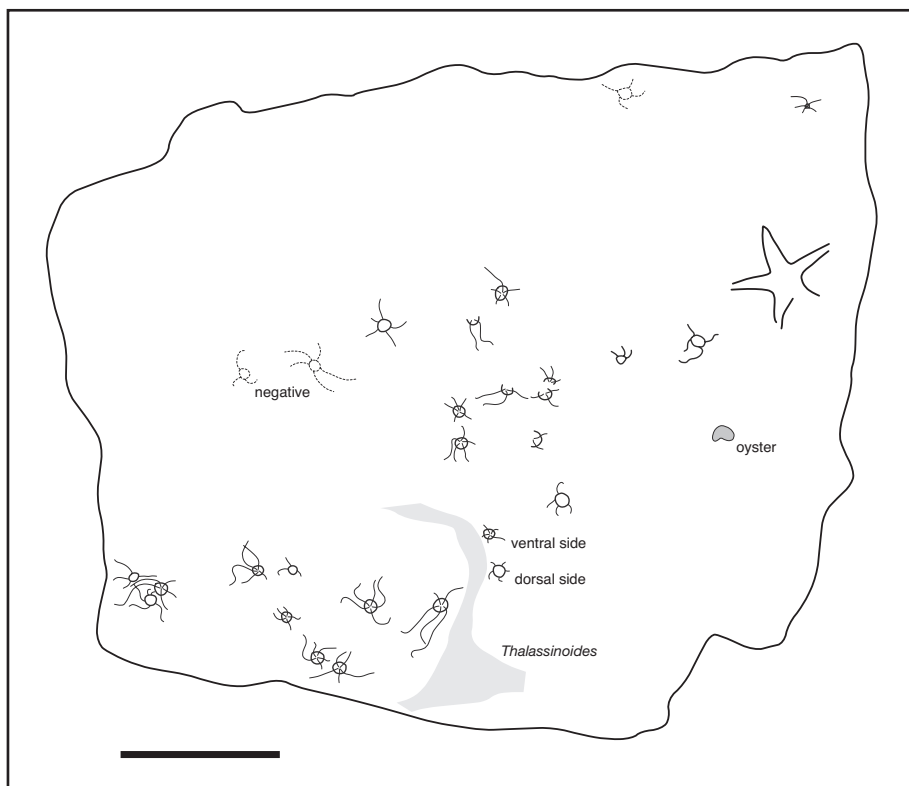 negative
oyster
ventral side
dorsal side
Thalassinoides